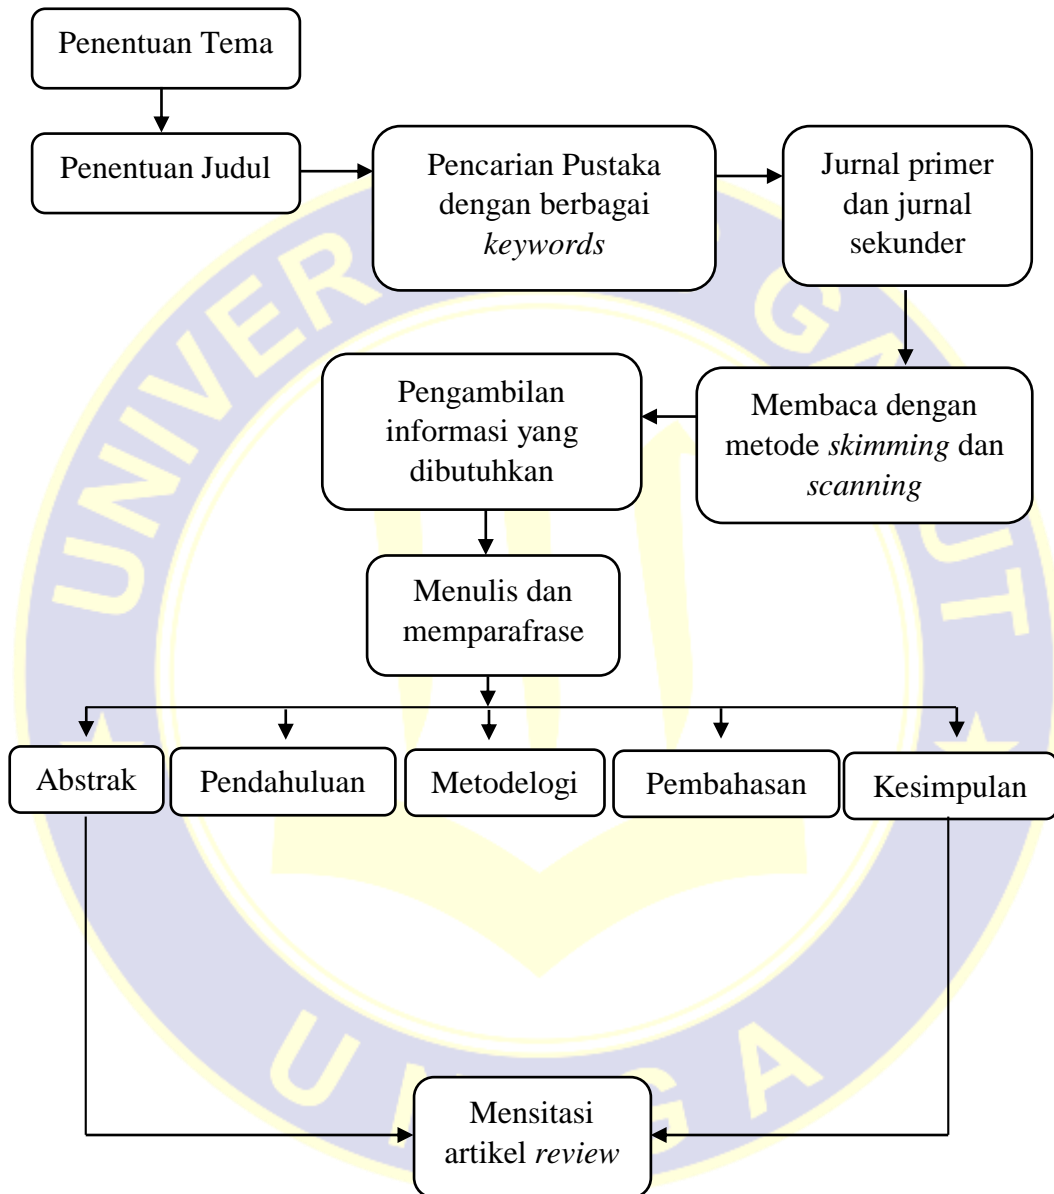 Penentuan Tema
Penentuan Judul
Pencarian Pustaka
dengan berbagai
keywords
Jurnal primer
dan jurnal
sekunder
Membaca dengan
metode skimming dan
scanning
Pengambilan
informasi yang
dibutuhkan
Menulis dan
memparafrase
Abstrak
Pendahuluan
Metodelogi
Pembahasan
Kesimpulan
Mensitasi
artikel review